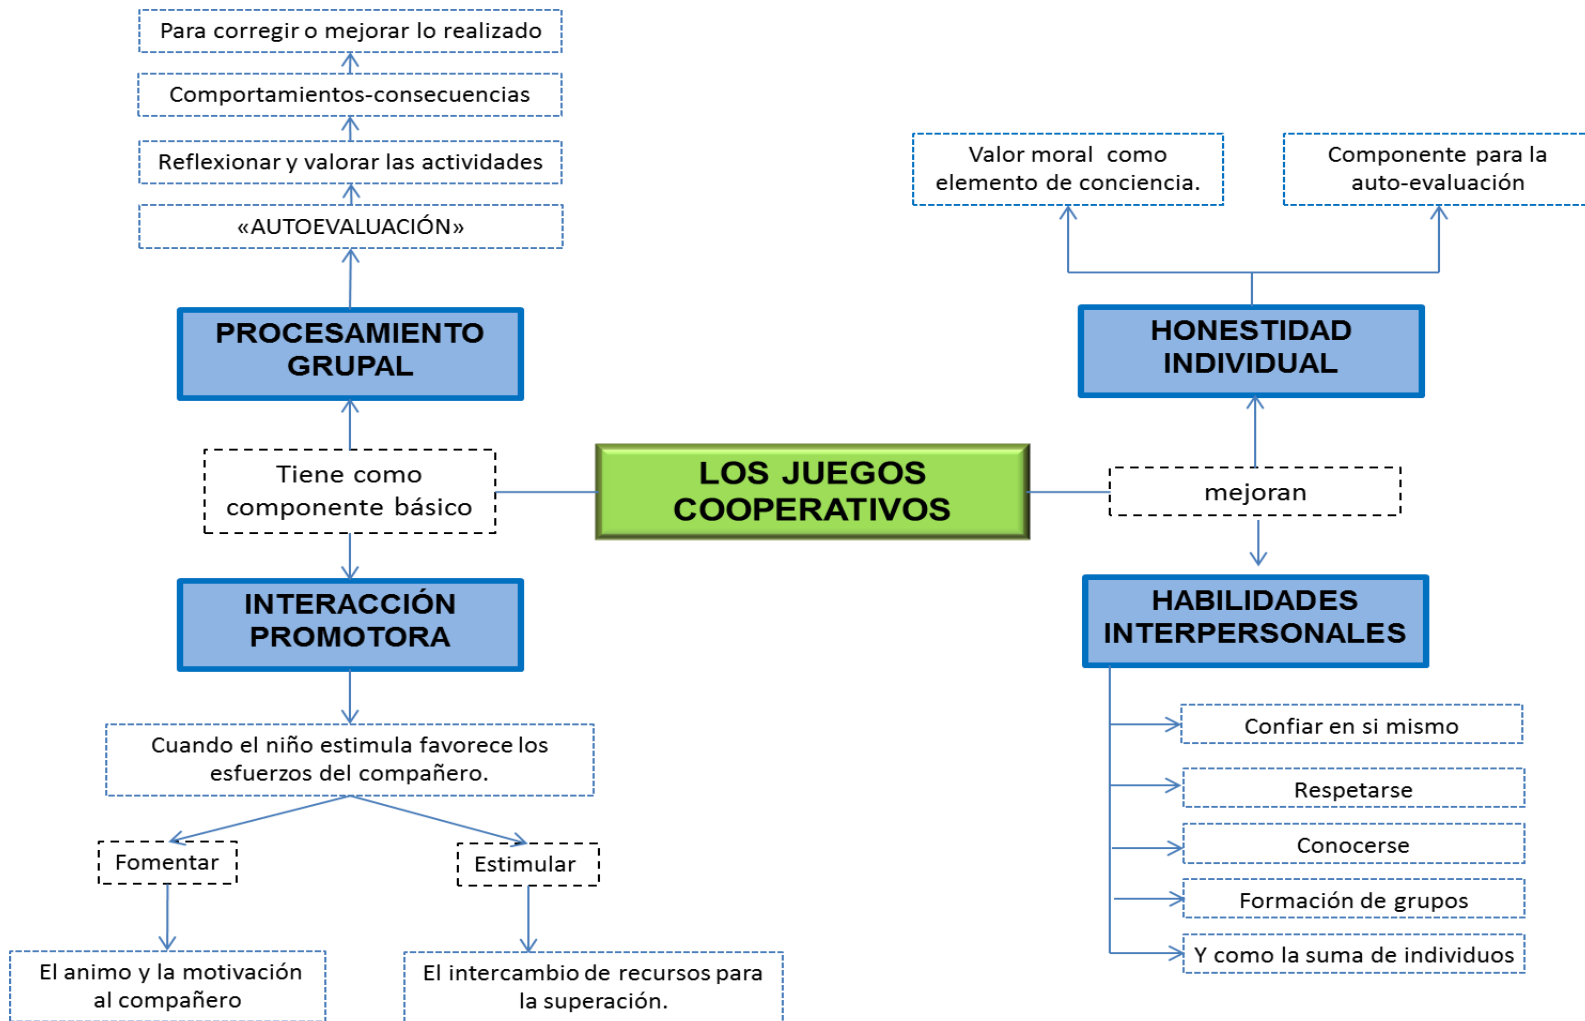 Para corregir o mejorar lo realizado
Comportamientos-consecuencias
Reflexionar y valorar las actividades
«AUTOEVALUACIÓN»
PROCESAMIENTO
GRUPAL
Tiene como
componente básico
INTERACCIÓN
PROMOTORA
Cuando el niño estimula favorece los
esfuerzos del compañero.
Fomentar
El animo y la motivación
al compañero
Estimular
El intercambio de recursos para
la superación.
LOS JUEGOS
COOPERATIVOS
Valor moral como
elemento de conciencia.
Componente para la
auto-evaluación
HONESTIDAD
INDIVIDUAL
mejoran
HABILIDADES
INTERPERSONALES
Confiar en si mismo
Respetarse
Conocerse
Formación de grupos
Y como la suma de individuos